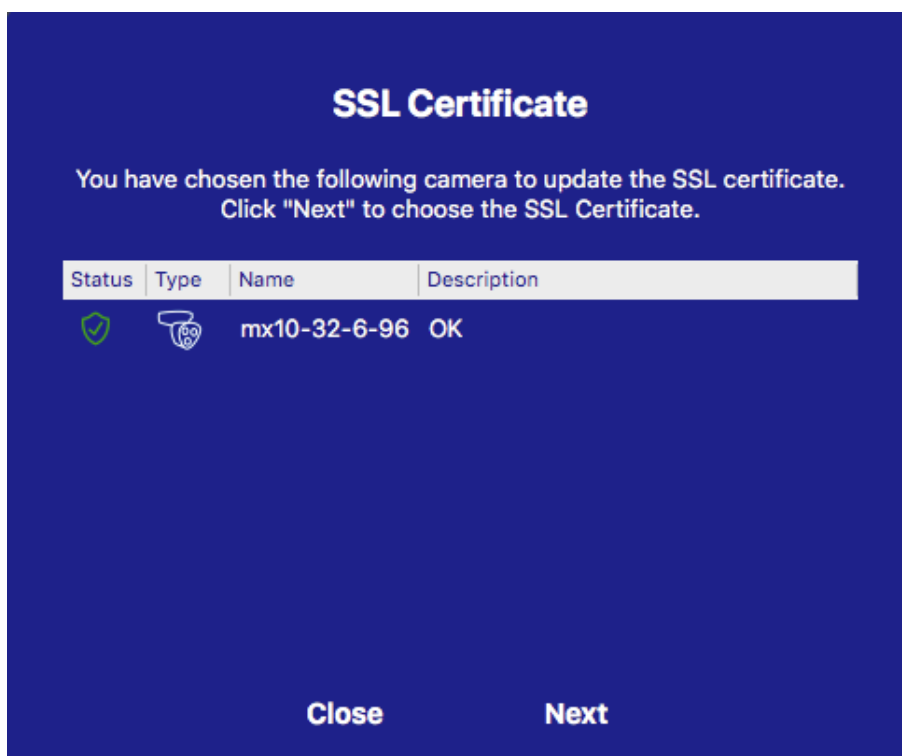 SSL Certificate
You have chosen the following camera to update the SSL certificate.
Click "Next" to choose the SSL Certificate.
Status Type Name Description
mx10-32-6-96 OK
Close Next